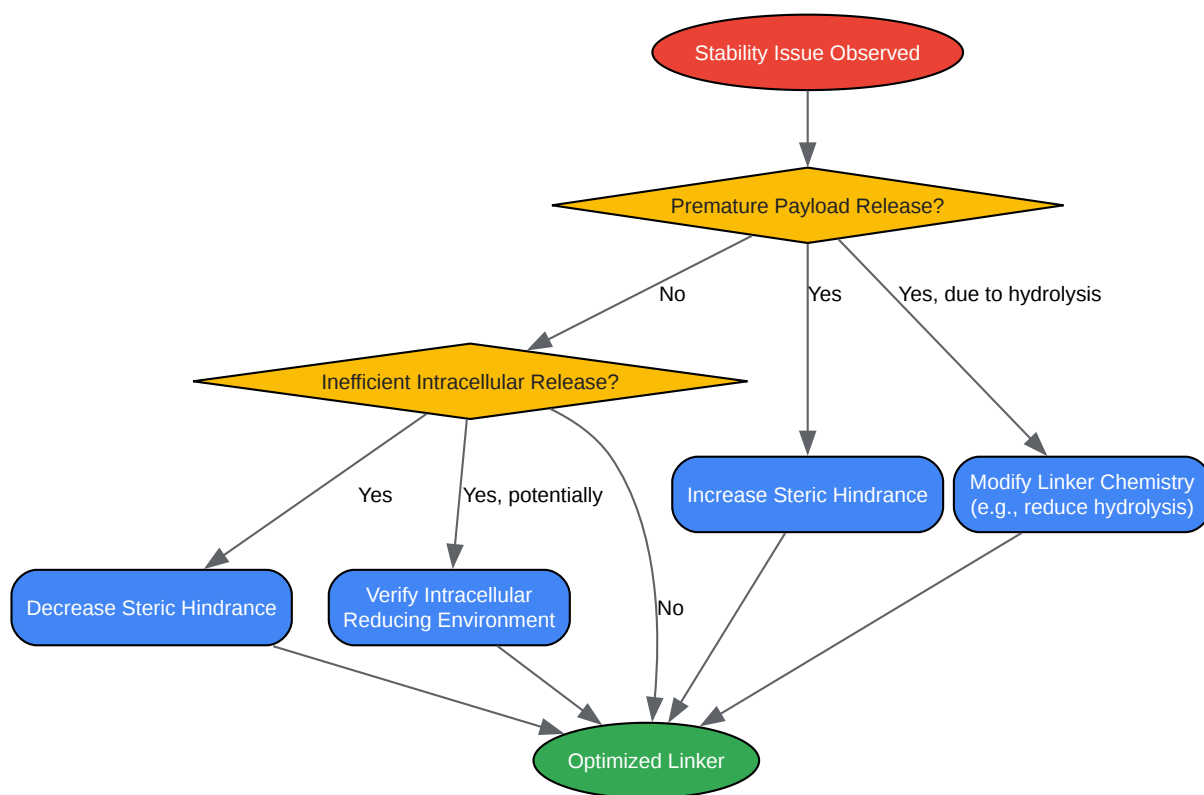 Stability Issue Observed
Premature Payload Release?
No
Yes
Yes, due to hydrolysis
Inefficient Intracellular Release?
Increase Steric Hindrance
Modify Linker Chemistry
(e.g., reduce hydrolysis)
Yes
Yes, potentially
No
Decrease Steric Hindrance
Verify Intracellular
Reducing Environment
Optimized Linker